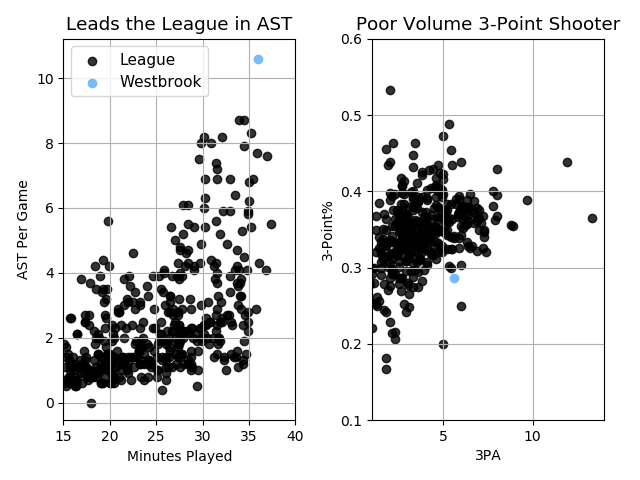 Leads the League in AST
League
Westbrook
AST Per Game
10
8
6
4
2
0
15
20
25
30
35
40
Minutes Played
Poor Volume 3-Point Shooter
3-Point%
0.6
0.5
0.4
0.3
0.2
0.1
5
10
3PA